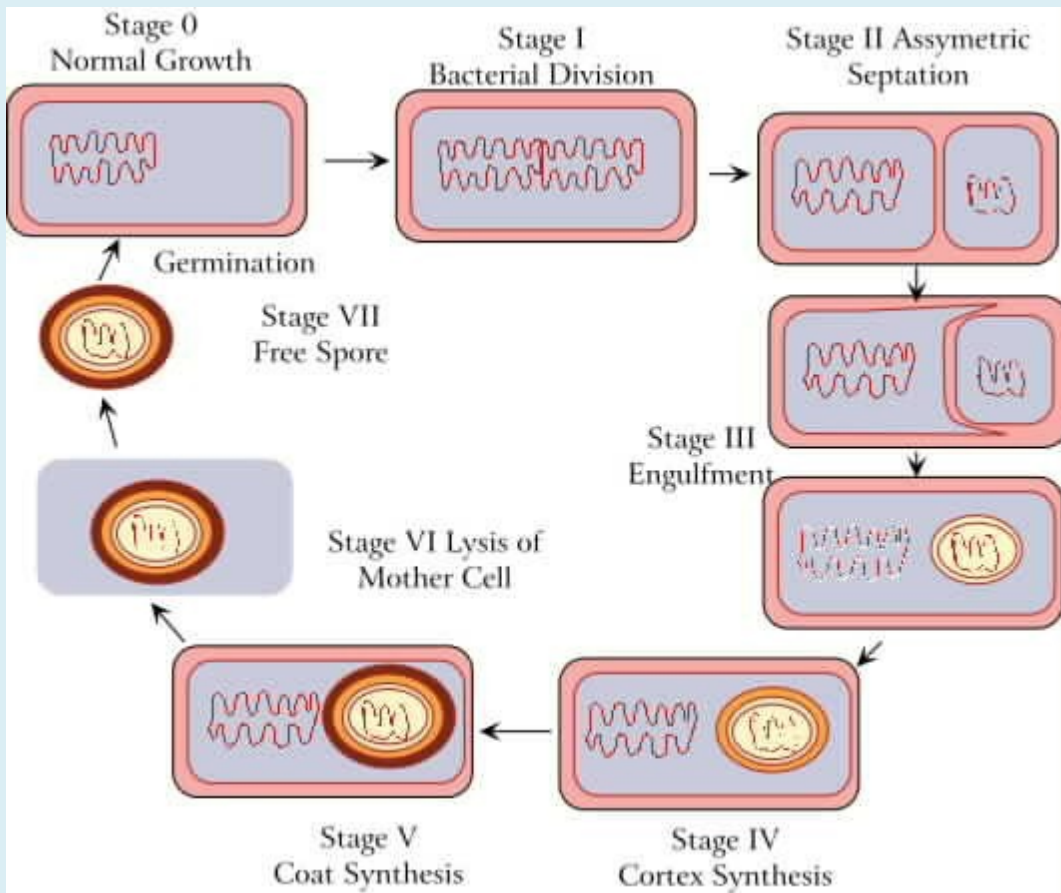 Stage 0
Normal Growth
Stage I
Bacterial Division
Stage II Assymetric
Septation
Germination
Stage VII
Free Spore
Stage III
Engulfment
Stage VI Lysis of
Mother Cell
Stage V
Coat Synthesis
Stage IV
Cortex Synthesis